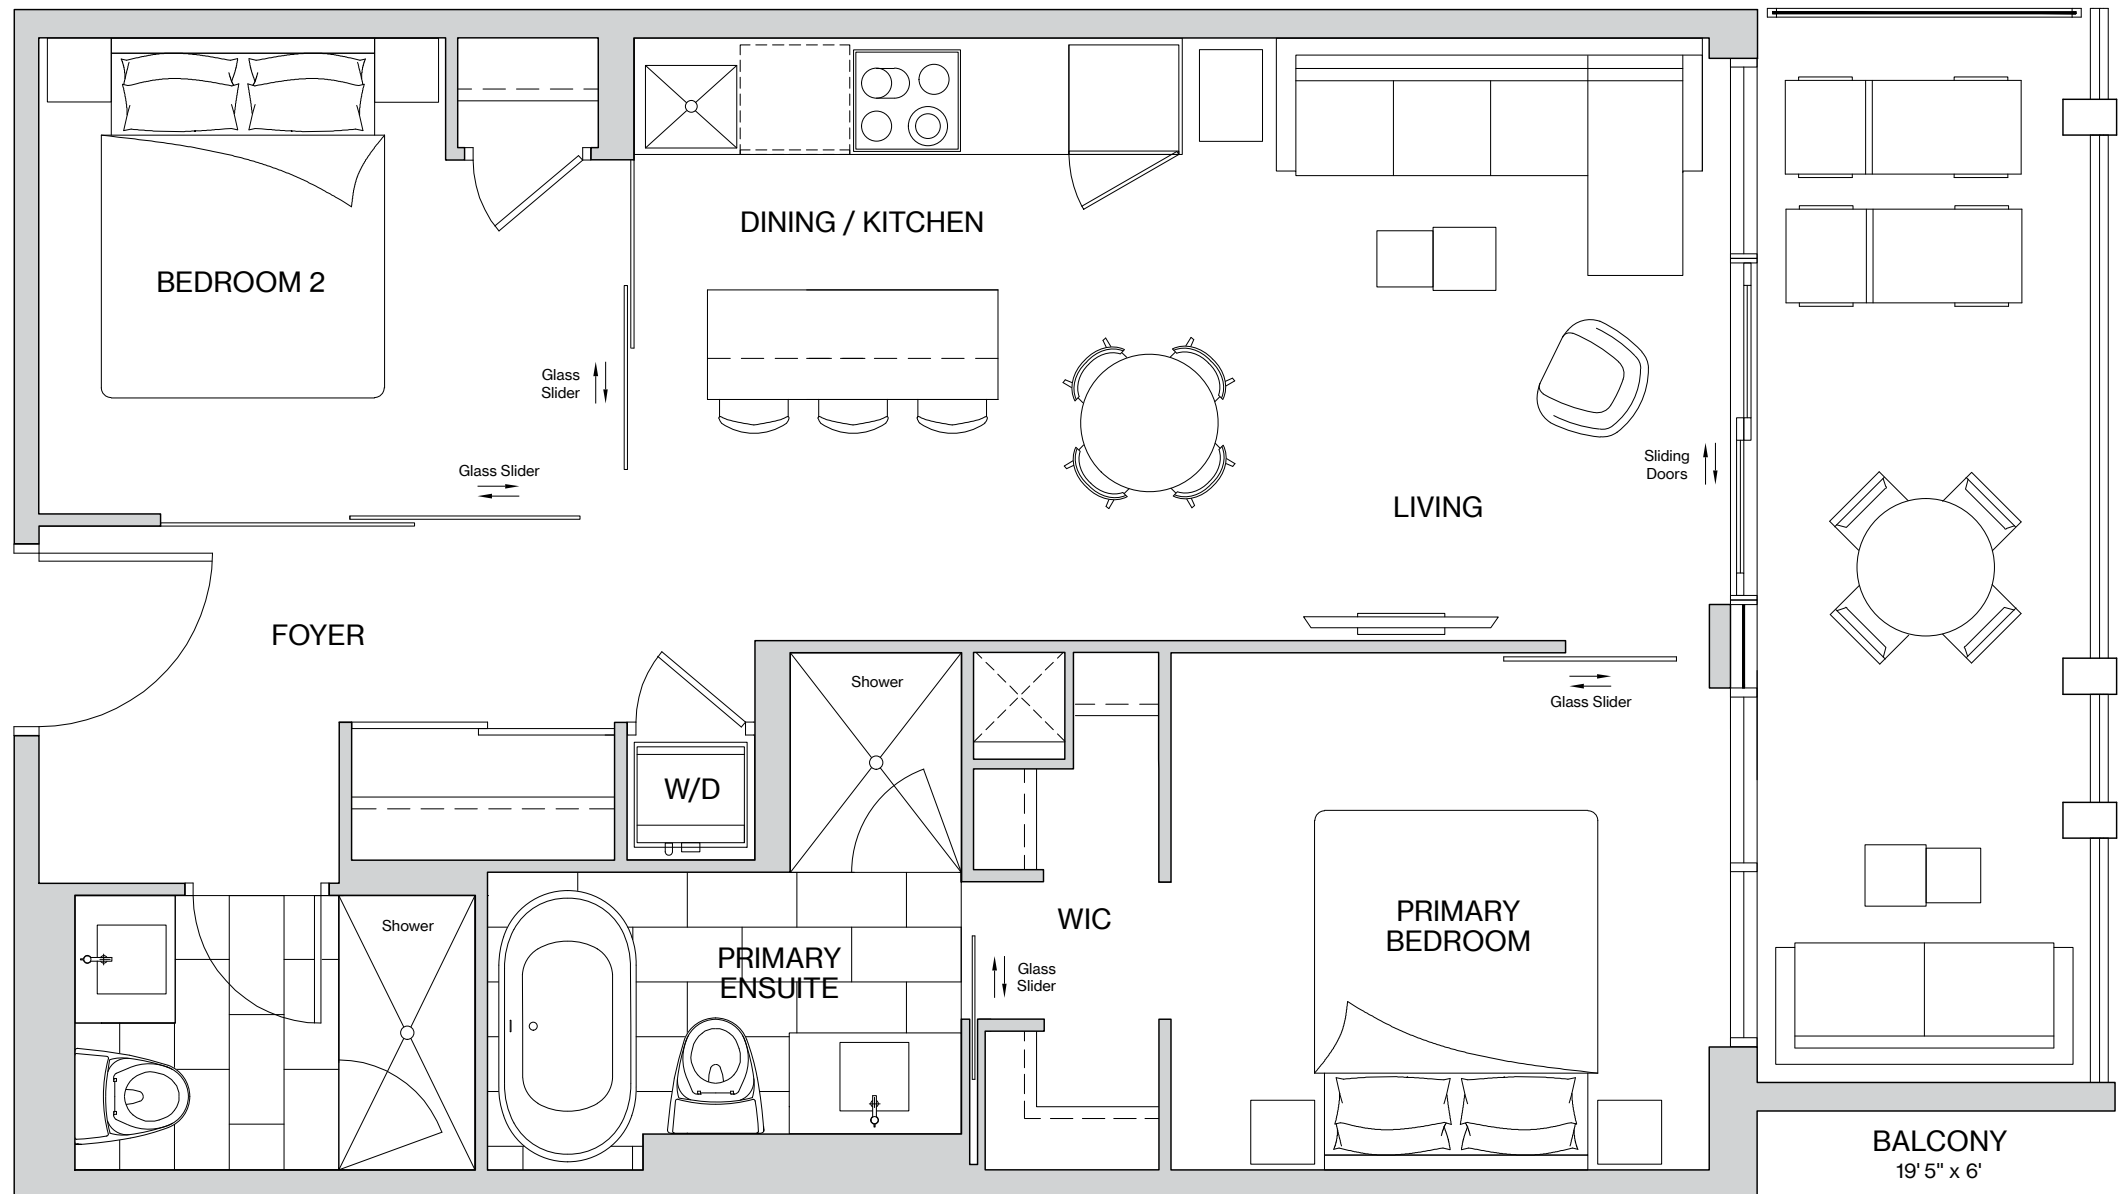 DINING / KITCHEN
BEDROOM 2
Glass
Slider
Glass Slider
Sliding
Doors
LIVING
FOYER
Shower
Glass Slider
W/D
Shower
WIC
PRIMARY
BEDROOM
PRIMARY
ENSUITE
Glass
Slider
BALCONY
19' 5" x 6'